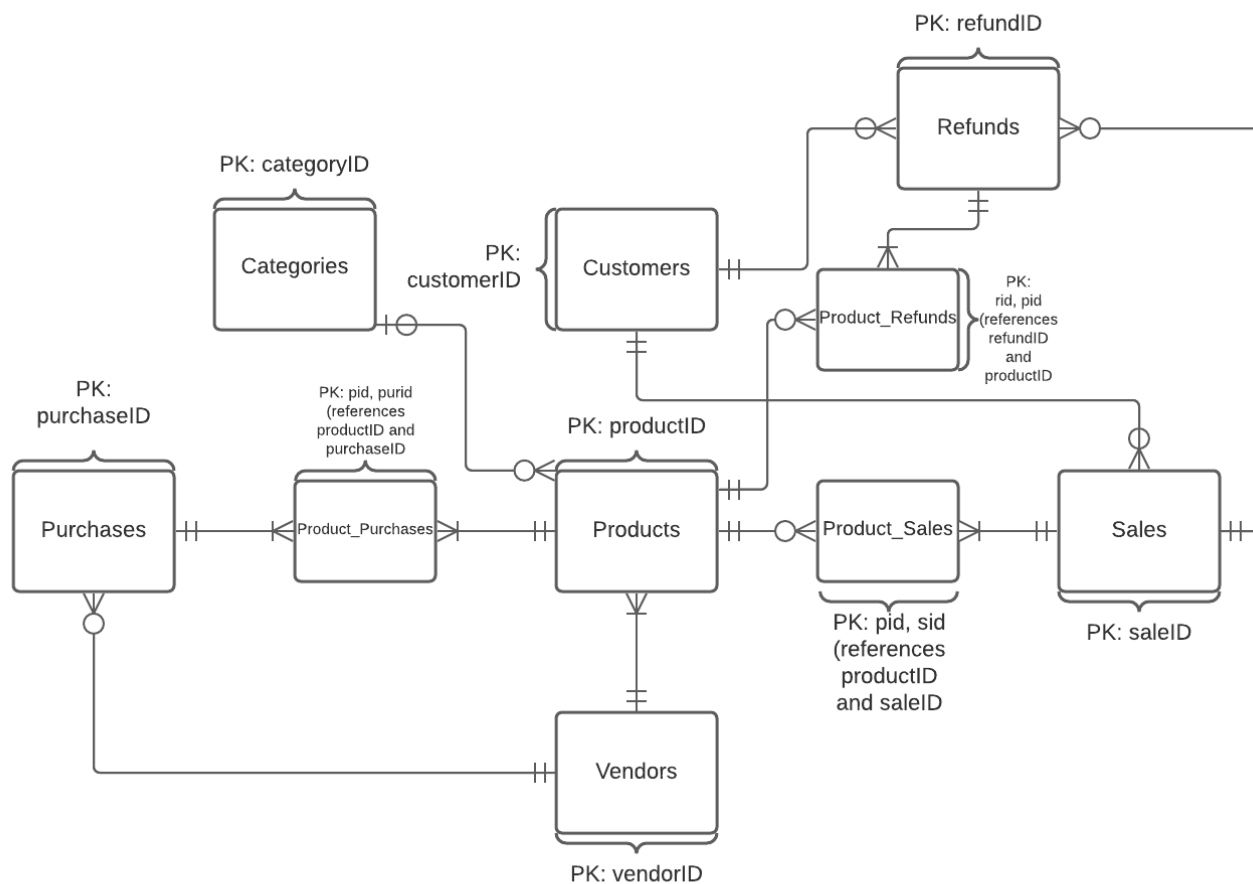 PK: refundID
Refunds
PK: categoryID
Categories
PK:
customerID
Customers
Product_Refunds
PK:
rid, pid
(references
refundID
and
productID
PK:
purchaseID
PK: pid, purid
(references
productID and
purchaseID
PK: productID
Purchases
Product_Purchases
Products
Product_Sales
Sales
PK: pid, sid
(references
productID
and saleID
PK: saleID
Vendors
PK: vendorID